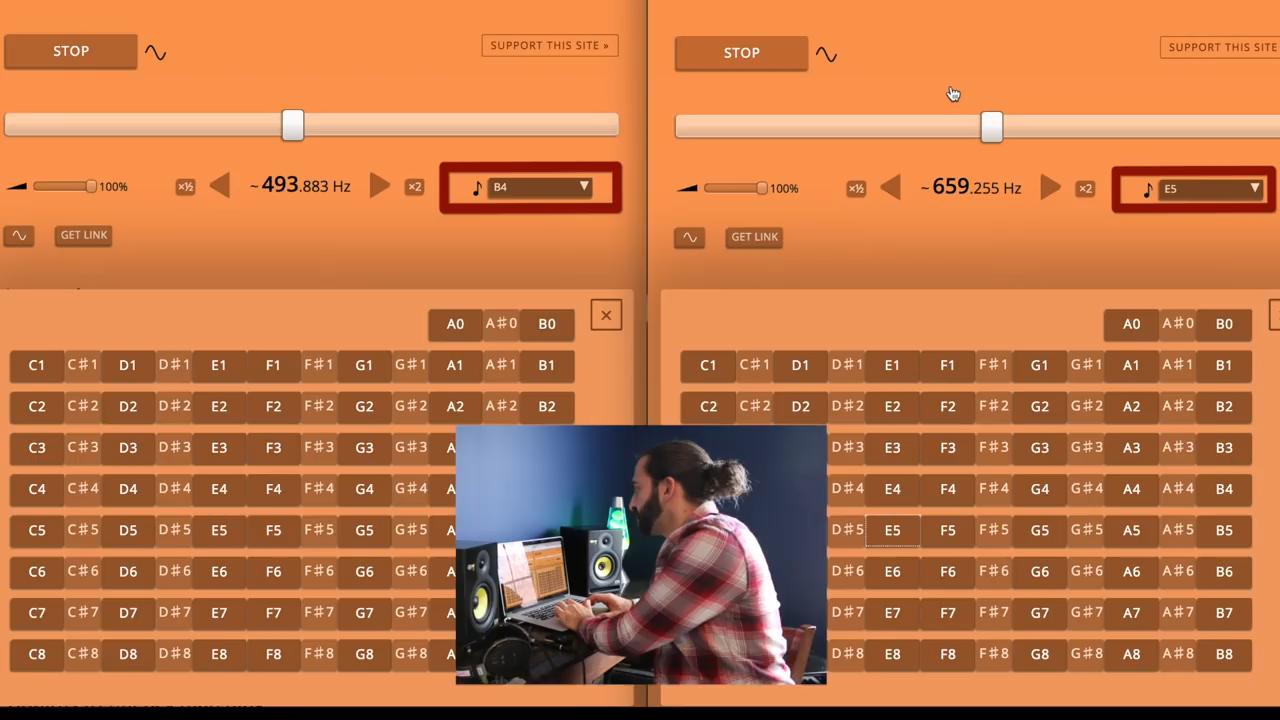 STOP
SUPPORT THIS SITE »
100%
×½
~ 493.883 Hz
×2
B4
GET LINK
A0 A♯0 B0
C1 C♯1 D1 D♯1 E1 F1 F♯1 G1 G♯1 A1 A♯1 B1
C2 C♯2 D2 D♯2 E2 F2 F♯2 G2 G♯2 A2 A♯2 B2
C3 C♯3 D3 D♯3 E3 F3 F♯3 G3 G♯3
C4 C♯4 D4 D♯4 E4 F4 F♯4 G4 G♯4
C5 C♯5 D5 D♯5 E5 F5 F♯5 G5 G♯5
C6 C♯6 D6 D♯6 E6 F6 F♯6 G6 G♯6
C7 C♯7 D7 D♯7 E7 F7 F♯7 G7 G♯7
C8 C♯8 D8 D♯8 E8 F8 F♯8 G8 G♯8
STOP
SUPPORT THIS SITE
100%
×½
~ 659.255 Hz
×2
E5
GET LINK
A0 A♯0 B0
C1 C♯1 D1 D♯1 E1 F1 F♯1 G1 G♯1 A1 A♯1 B1
C2 C♯2 D2 D♯2 E2 F2 F♯2 G2 G♯2 A2 A♯2 B2
D♯3 E3 F3 F♯3 G3 G♯3 A3 A♯3 B3
D♯4 E4 F4 F♯4 G4 G♯4 A4 A♯4 B4
D♯5 E5 F5 F♯5 G5 G♯5 A5 A♯5 B5
D♯6 E6 F6 F♯6 G6 G♯6 A6 A♯6 B6
D♯7 E7 F7 F♯7 G7 G♯7 A7 A♯7 B7
D♯8 E8 F8 F♯8 G8 G♯8 A8 A♯8 B8